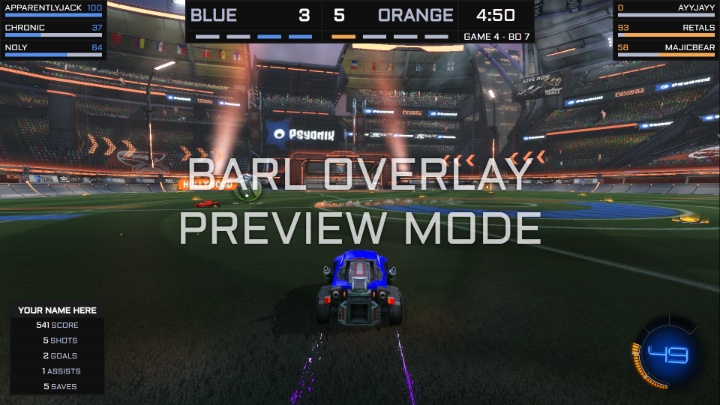 APPARENTLYJACK 100
CHRONIC 37
NOLY 64
BLUE 3 5 ORANGE 4:50
GAME 4 - BO 7
0 AYYJAYY
93 RETALS
58 MAJICBEAR
PSYONIX
BARL OVERLAY
PREVIEW MODE
YOUR NAME HERE
541 SCORE
5 SHOTS
2 GOALS
1 ASSISTS
5 SAVES
49